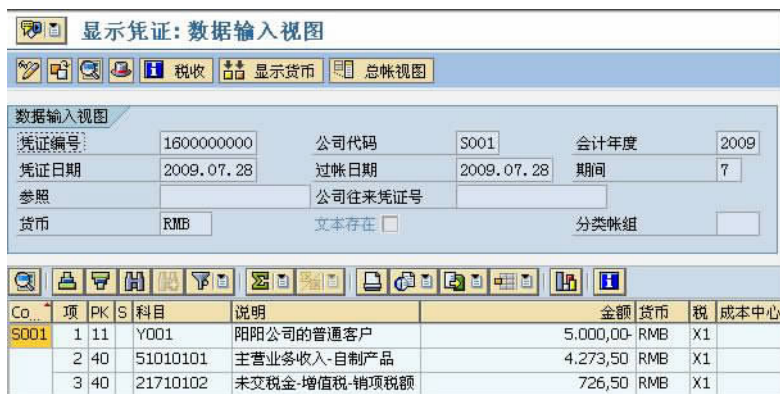 显示凭证: 数据输入视图
税收 显示货币 总帐视图
数据输入视图
凭证编号 1600000000 公司代码 S001 会计年度 2009
凭证日期 2009.07.28 过帐日期 2009.07.28 期间 7
参照 公司往来凭证号
货币 RMB 文本存在 分类帐组
Co... 项 PK S 科目 说明 金额 货币 税 成本中心
S001 1 11 Y001 阳阳公司的普通客户 5.000,00- RMB X1
2 40 51010101 主营业务收入-自制产品 4.273,50 RMB X1
3 40 21710102 未交税金-增值税-销项税额 726,50 RMB X1